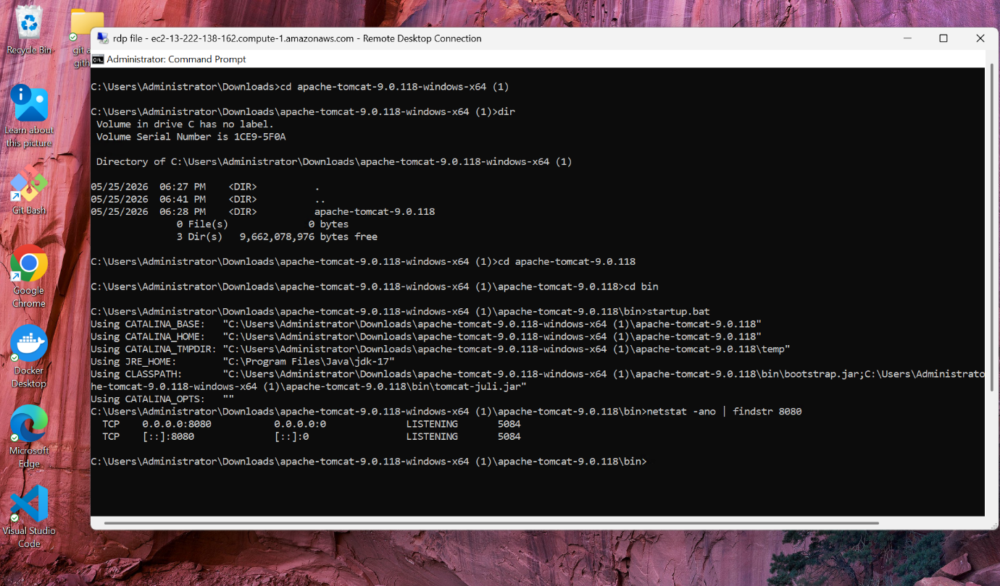 Recycle Bin
git a
gith
Learn about
this picture
Git Bash
Google
Chrome
Docker
Desktop
Microsoft
Edge
Visual Studio
Code
rdp file - ec2-13-222-138-162.compute-1.amazonaws.com - Remote Desktop Connection
Administrator: Command Prompt
C:\Users\Administrator\Downloads>cd apache-tomcat-9.0.118-windows-x64 (1)
C:\Users\Administrator\Downloads\apache-tomcat-9.0.118-windows-x64 (1)>dir
Volume in drive C has no label.
Volume Serial Number is 1CE9-5F0A
Directory of C:\Users\Administrator\Downloads\apache-tomcat-9.0.118-windows-x64 (1)
05/25/2026  06:27 PM    <DIR>          .
05/25/2026  06:41 PM    <DIR>          ..
05/25/2026  06:28 PM    <DIR>          apache-tomcat-9.0.118
0 File(s)              0 bytes
3 Dir(s)   9,662,078,976 bytes free
C:\Users\Administrator\Downloads\apache-tomcat-9.0.118-windows-x64 (1)>cd apache-tomcat-9.0.118
C:\Users\Administrator\Downloads\apache-tomcat-9.0.118-windows-x64 (1)\apache-tomcat-9.0.118>cd bin
C:\Users\Administrator\Downloads\apache-tomcat-9.0.118-windows-x64 (1)\apache-tomcat-9.0.118\bin>startup.bat
Using CATALINA_BASE:   "C:\Users\Administrator\Downloads\apache-tomcat-9.0.118-windows-x64 (1)\apache-tomcat-9.0.118"
Using CATALINA_HOME:   "C:\Users\Administrator\Downloads\apache-tomcat-9.0.118-windows-x64 (1)\apache-tomcat-9.0.118"
Using CATALINA_TMPDIR: "C:\Users\Administrator\Downloads\apache-tomcat-9.0.118-windows-x64 (1)\apache-tomcat-9.0.118\temp"
Using JRE_HOME:        "C:\Program Files\Java\jdk-17"
Using CLASSPATH:       "C:\Users\Administrator\Downloads\apache-tomcat-9.0.118-windows-x64 (1)\apache-tomcat-9.0.118\bin\bootstrap.jar;C:\Users\Administrato
he-tomcat-9.0.118-windows-x64 (1)\apache-tomcat-9.0.118\bin\tomcat-juli.jar"
Using CATALINA_OPTS:   ""
C:\Users\Administrator\Downloads\apache-tomcat-9.0.118-windows-x64 (1)\apache-tomcat-9.0.118\bin>netstat -ano | findstr 8080
TCP    0.0.0.0:8080           0.0.0.0:0              LISTENING       5084
TCP    [::]:8080              [::]:0                 LISTENING       5084
C:\Users\Administrator\Downloads\apache-tomcat-9.0.118-windows-x64 (1)\apache-tomcat-9.0.118\bin>